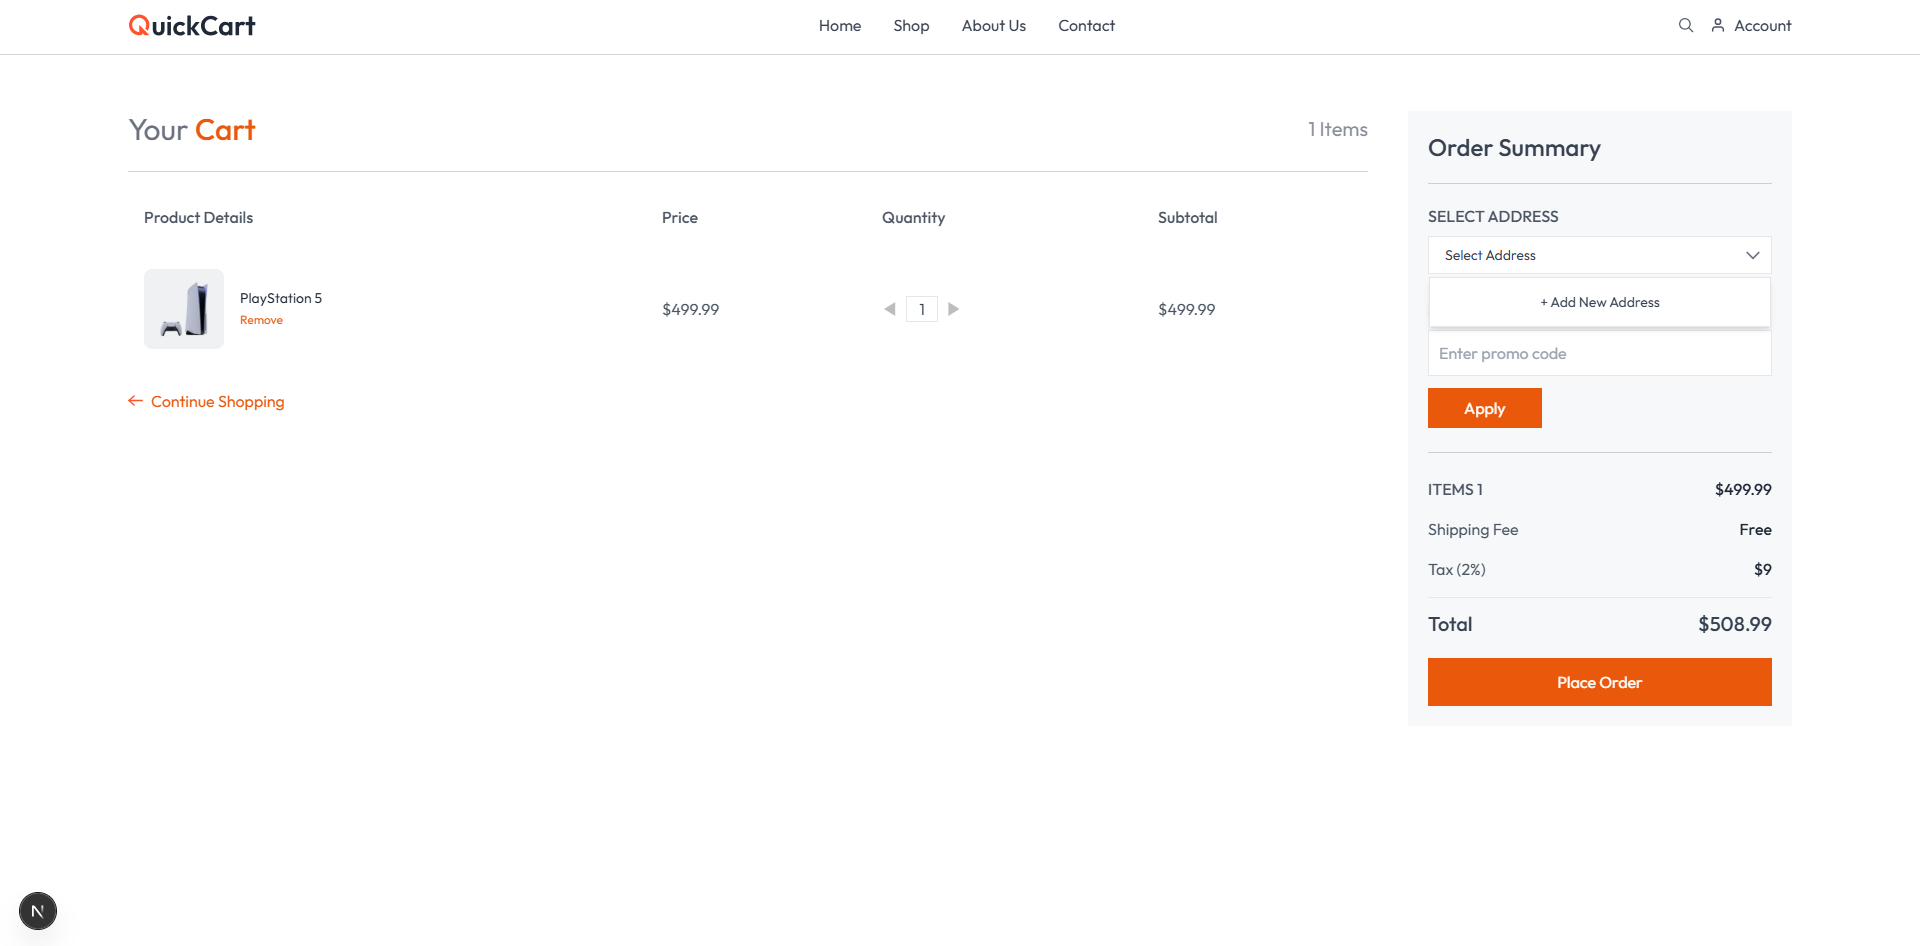 QuickCart
Home Shop About Us Contact
Account
Your Cart
1 Items
Product Details Price Quantity Subtotal
PlayStation 5
Remove
$499.99
1
$499.99
Continue Shopping
Order Summary
SELECT ADDRESS
Select Address
+ Add New Address
Enter promo code
Apply
ITEMS 1 $499.99
Shipping Fee Free
Tax (2%) $9
Total $508.99
Place Order
N